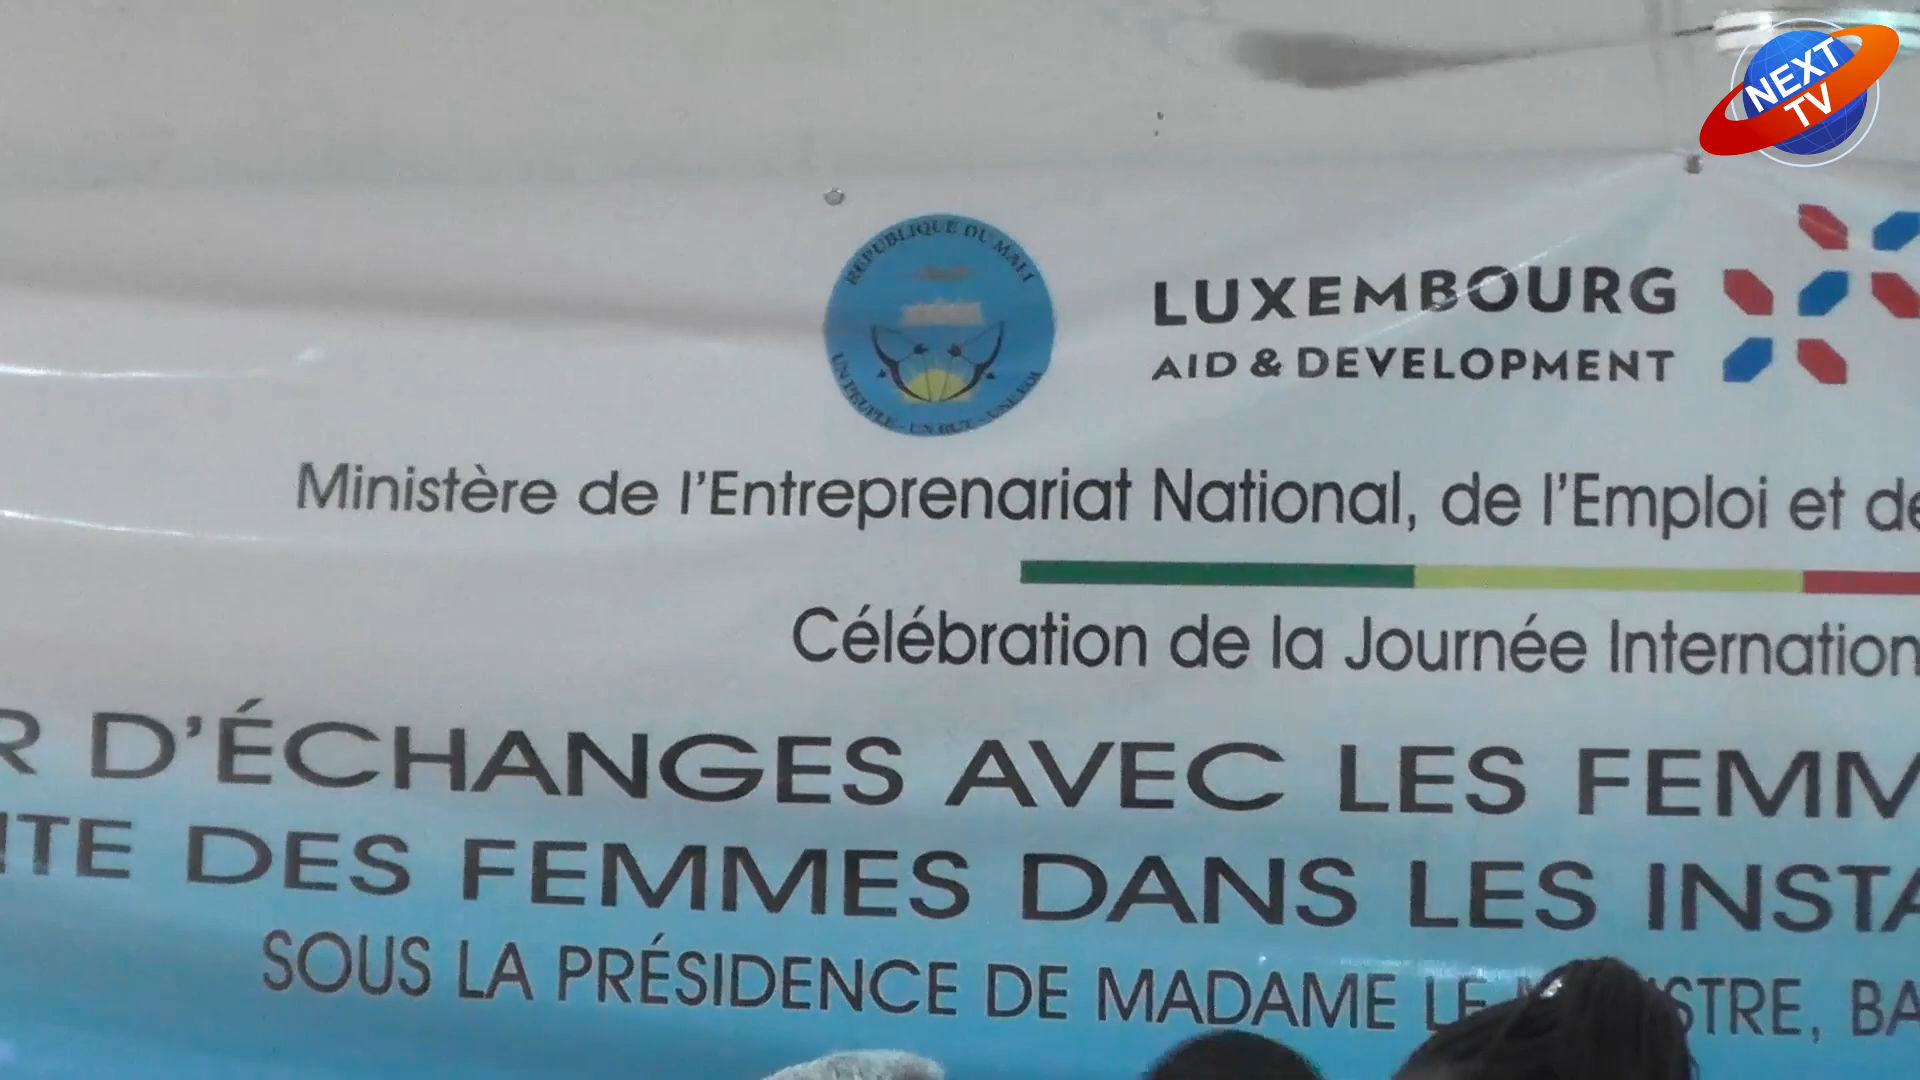 NEXT
TV
REPUBLIQUE DU MALI
UN PEUPLE - UN BUT - UNE FOI
LUXEMBOURG
AID & DEVELOPMENT
Ministère de l'Entreprenariat National, de l'Emploi et de
Célébration de la Journée Internation
R D'ÉCHANGES AVEC LES FEMM
ITE DES FEMMES DANS LES INSTA
SOUS LA PRÉSIDENCE DE MADAME LE MINISTRE, BA